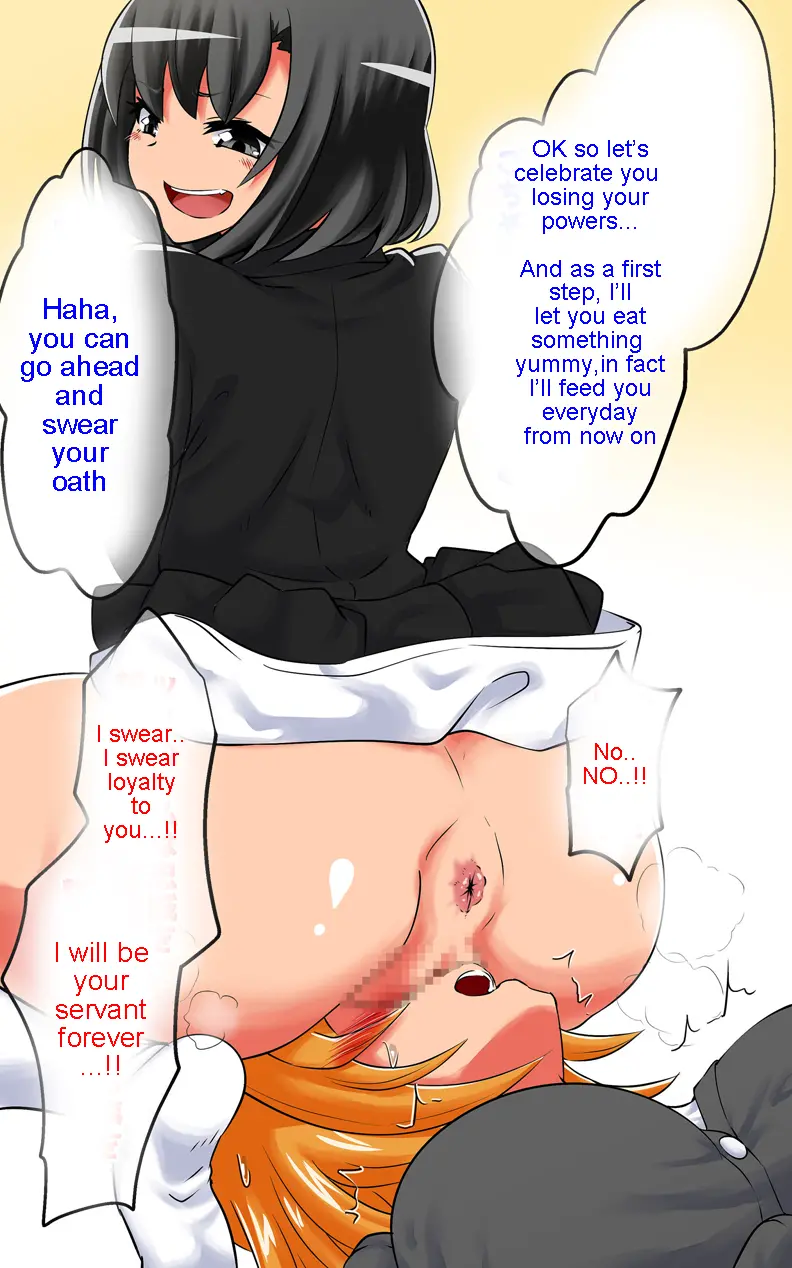 OK so let's
celebrate you
losing your
powers...
And as a first
step, I'll
let you eat
something
yummy,in fact
I'll feed you
everyday
from now on
Haha,
you can
go ahead
and
swear
your
oath
No..
NO..!!
I swear..
I swear
loyalty
to
you...!!
I will be
your
servant
forever
...!!